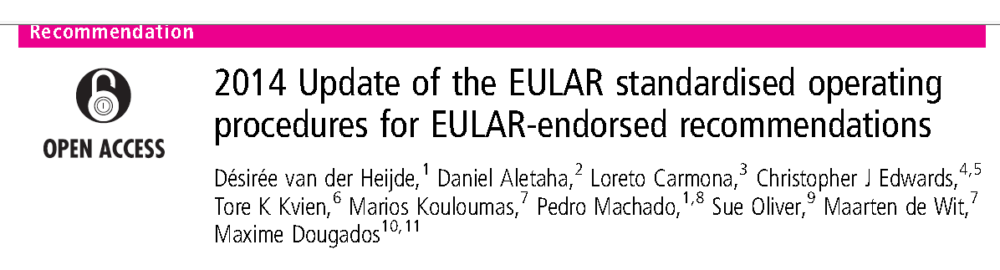 Recommendation
OPEN ACCESS
2014 Update of the EULAR standardised operating
procedures for EULAR-endorsed recommendations
Désirée van der Heijde,1 Daniel Aletaha,2 Loreto Carmona,3 Christopher J Edwards,4,5
Tore K Kvien,6 Marios Kouloumas,7 Pedro Machado,1,8 Sue Oliver,9 Maarten de Wit,7
Maxime Dougados10,11